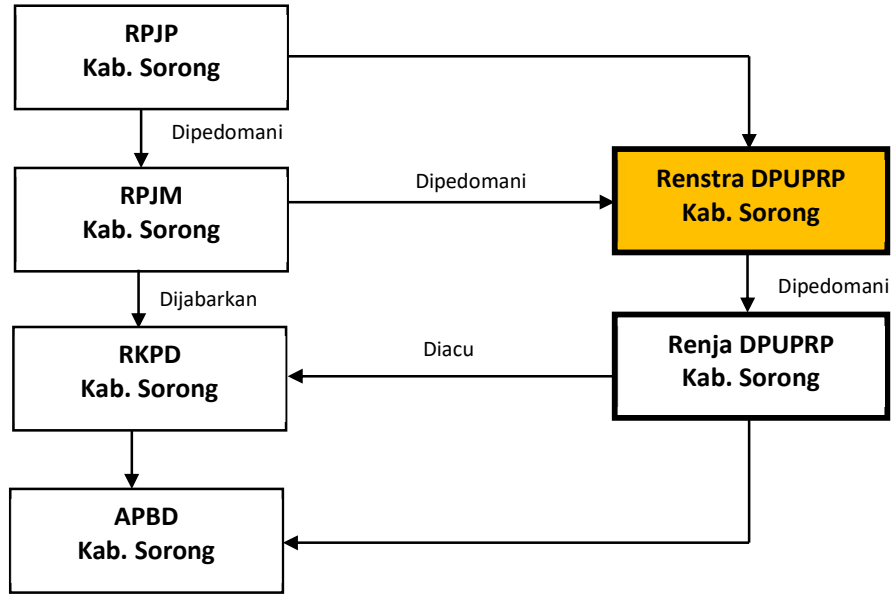 RPJP
Kab. Sorong
Dipedomani
RPJM
Kab. Sorong
Dipedomani
Renstra DPUPRP
Kab. Sorong
Dijabarkan
Dipedomani
RKPD
Kab. Sorong
Diacu
Renja DPUPRP
Kab. Sorong
APBD
Kab. Sorong